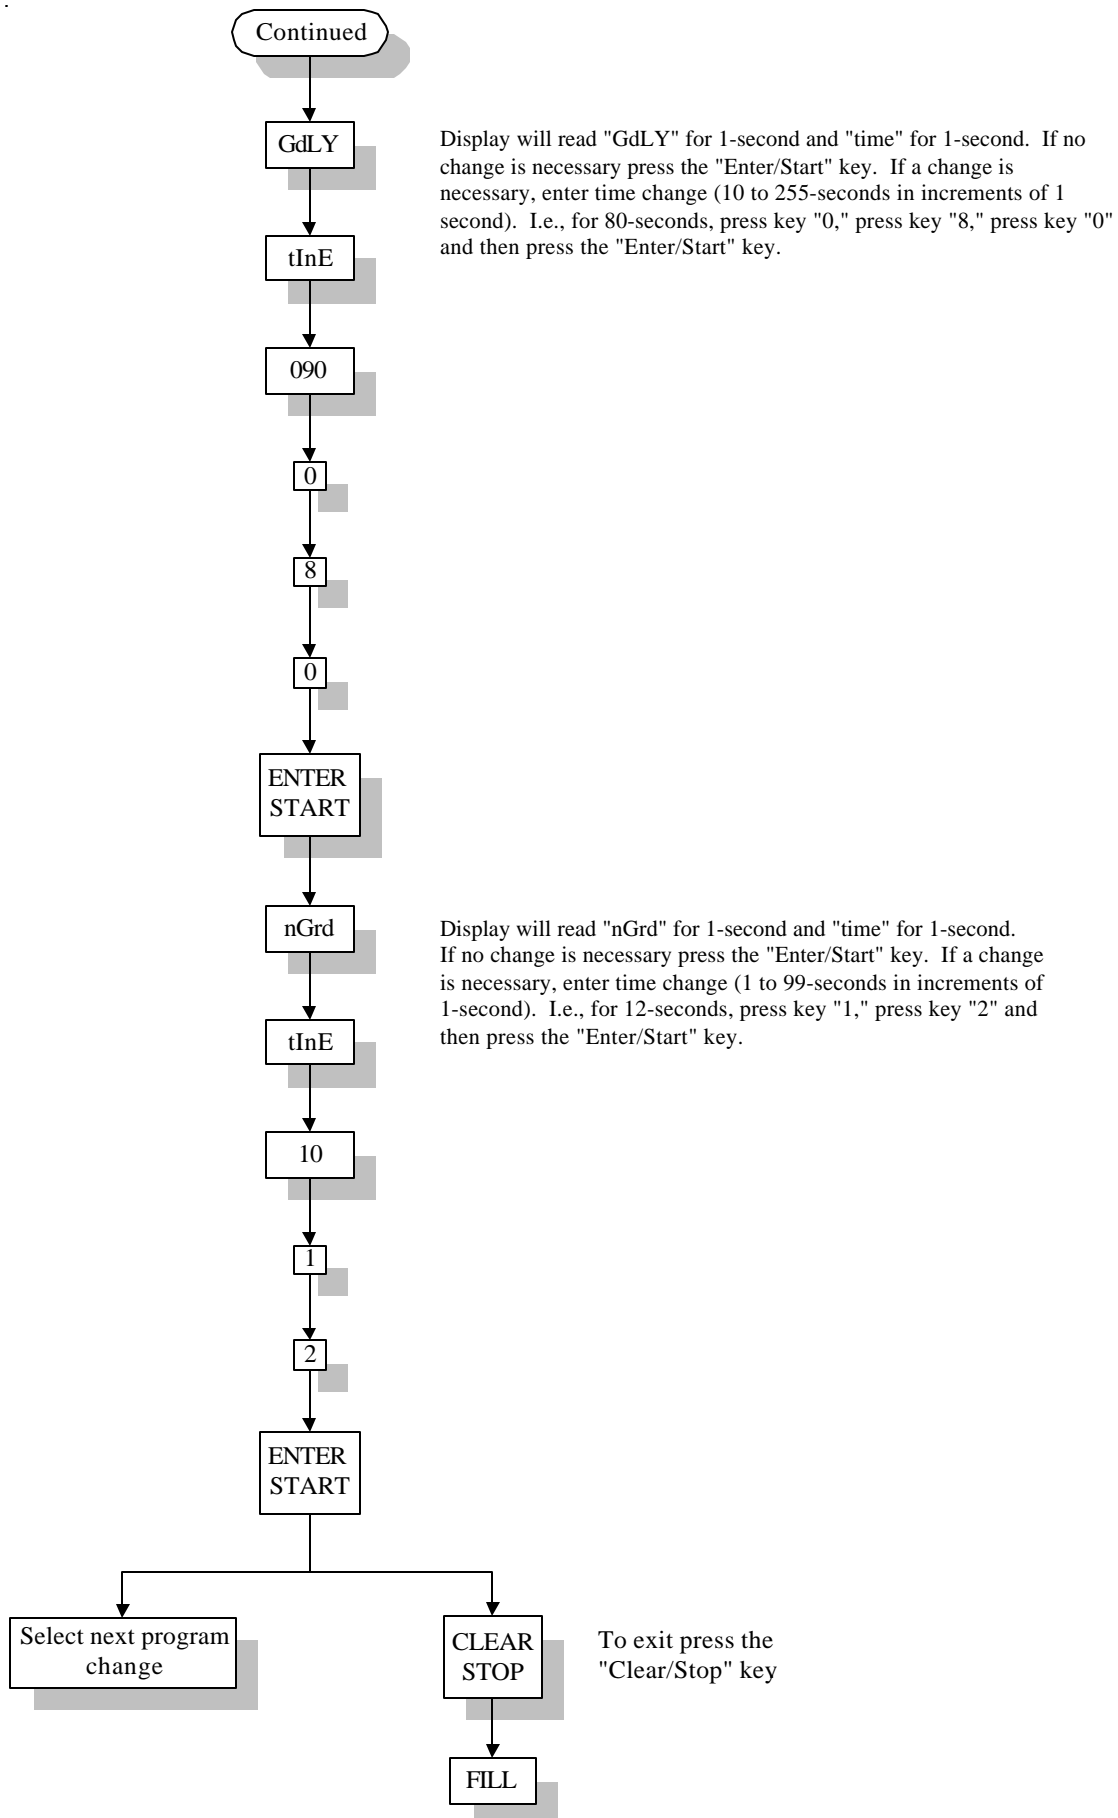 .
Continued
GdLY
Display will read "GdLY" for 1-second and "time" for 1-second. If no
change is necessary press the "Enter/Start" key. If a change is
necessary, enter time change (10 to 255-seconds in increments of 1
second). I.e., for 80-seconds, press key "0," press key "8," press key "0"
and then press the "Enter/Start" key.
tInE
090
0
8
0
ENTER
START
nGrd
Display will read "nGrd" for 1-second and "time" for 1-second.
If no change is necessary press the "Enter/Start" key. If a change
is necessary, enter time change (1 to 99-seconds in increments of
1-second). I.e., for 12-seconds, press key "1," press key "2" and
then press the "Enter/Start" key.
tInE
10
1
2
ENTER
START
Select next program
change
CLEAR
STOP
To exit press the
"Clear/Stop" key
FILL